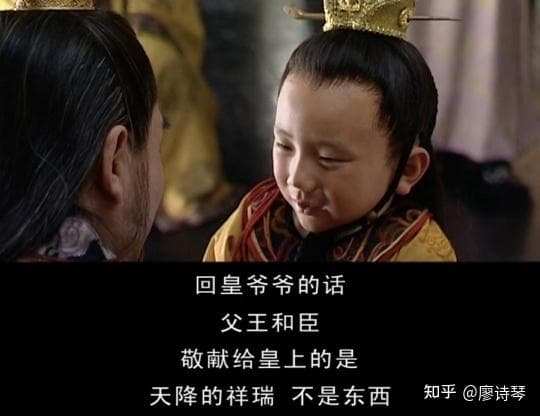 回皇爷爷的话
父王和臣
敬献给皇上的是
天降的祥瑞 不是东西
知乎 @廖诗琴